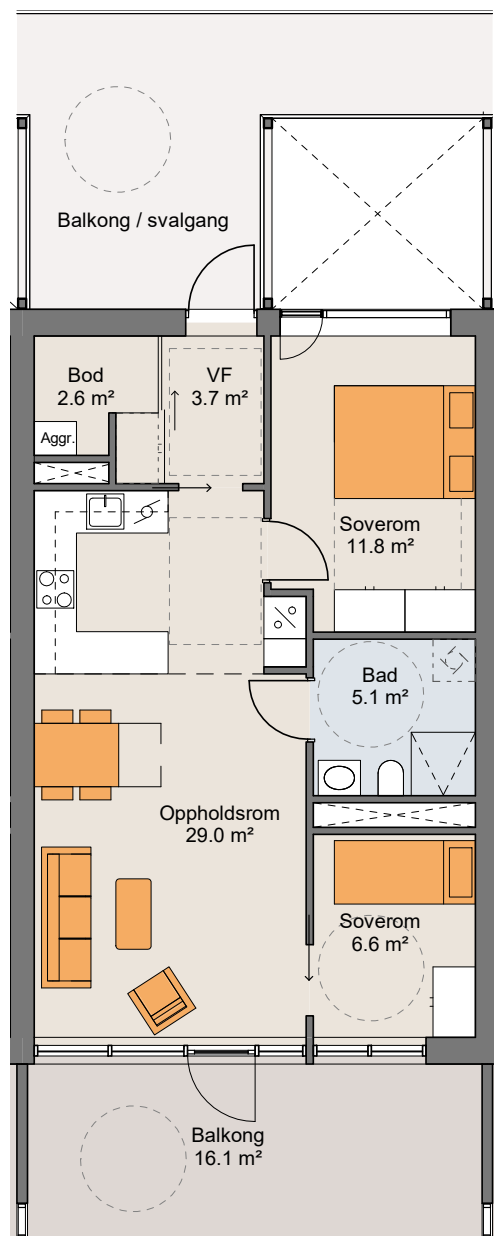 Balkong / svalgang
Bod
2.6 m²
VF
3.7 m²
Aggr.
Soverom
11.8 m²
Bad
5.1 m²
Oppholdsrom
29.0 m²
Soverom
6.6 m²
Balkong
16.1 m²